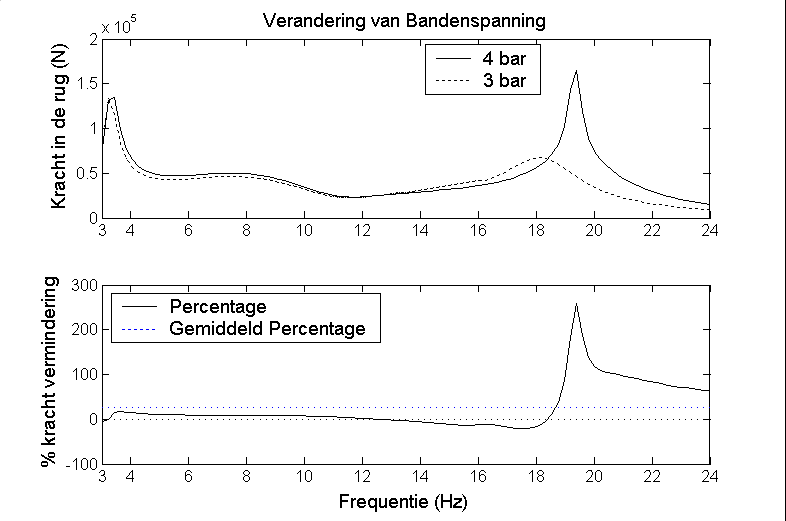 Verandering van Bandenspanning
x 10^5
Kracht in de rug (N)
2
1.5
1
0.5
0
4 bar
3 bar
3 4 6 8 10 12 14 16 18 20 22 24
% kracht vermindering
300
200
100
0
-100
Percentage
Gemiddeld Percentage
3 4 6 8 10 12 14 16 18 20 22 24
Frequentie (Hz)